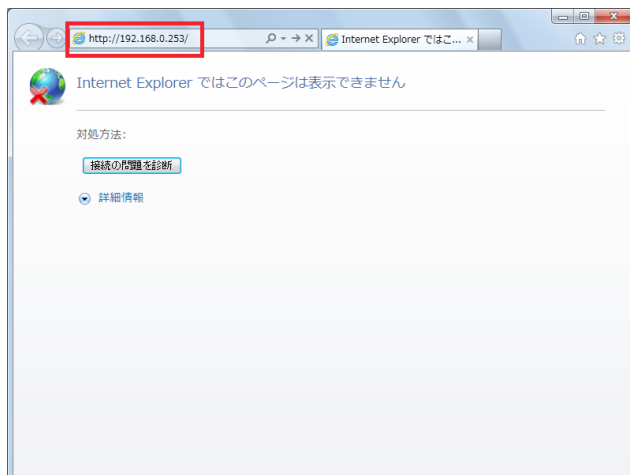 http://192.168.0.253/
Internet Explorer ではこ...
Internet Explorer ではこのページは表示できません
対処方法:
接続の問題を診断
詳細情報